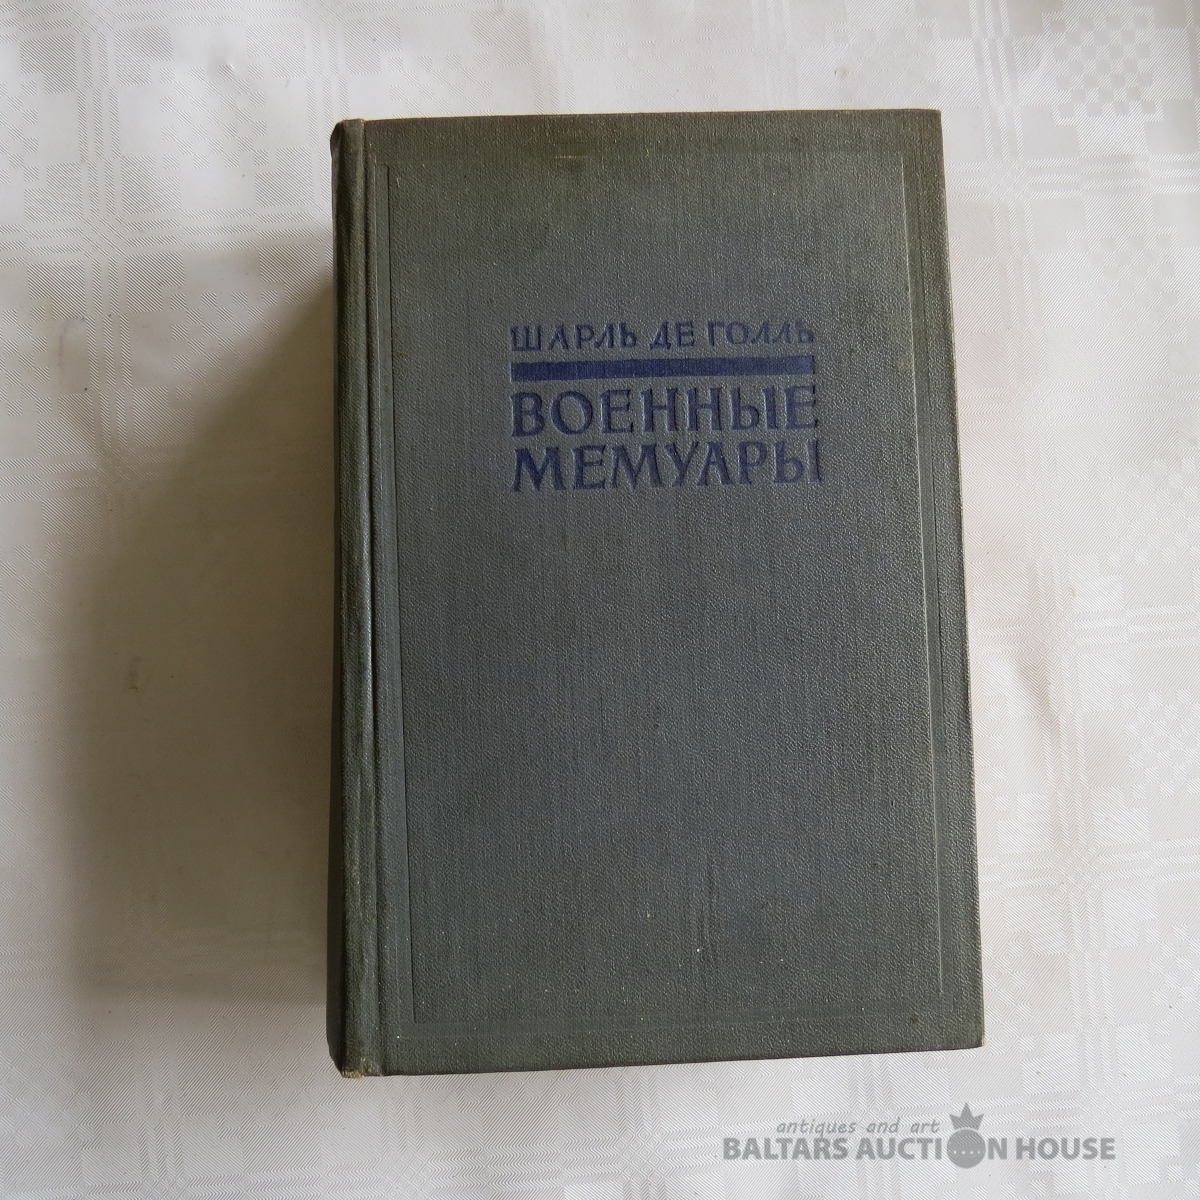 ШАРЛЬ ДЕ ГОЛЛЬ
ВОЕННЫЕ
МЕМУАРЫ
antiques and art
BALTARS AUCTION HOUSE